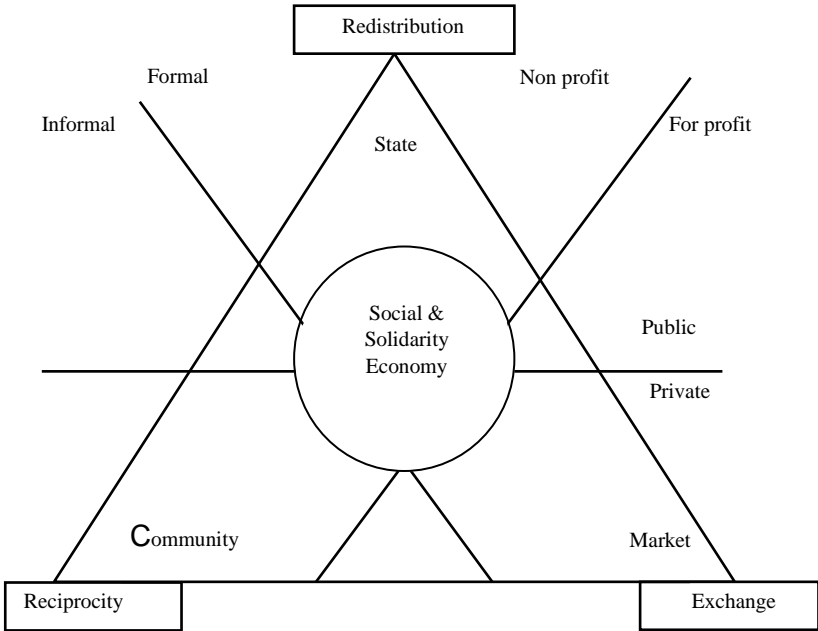 Redistribution
Formal
Non profit
Informal
For profit
State
Social &
Solidarity
Economy
Public
Private
Community
Market
Reciprocity
Exchange